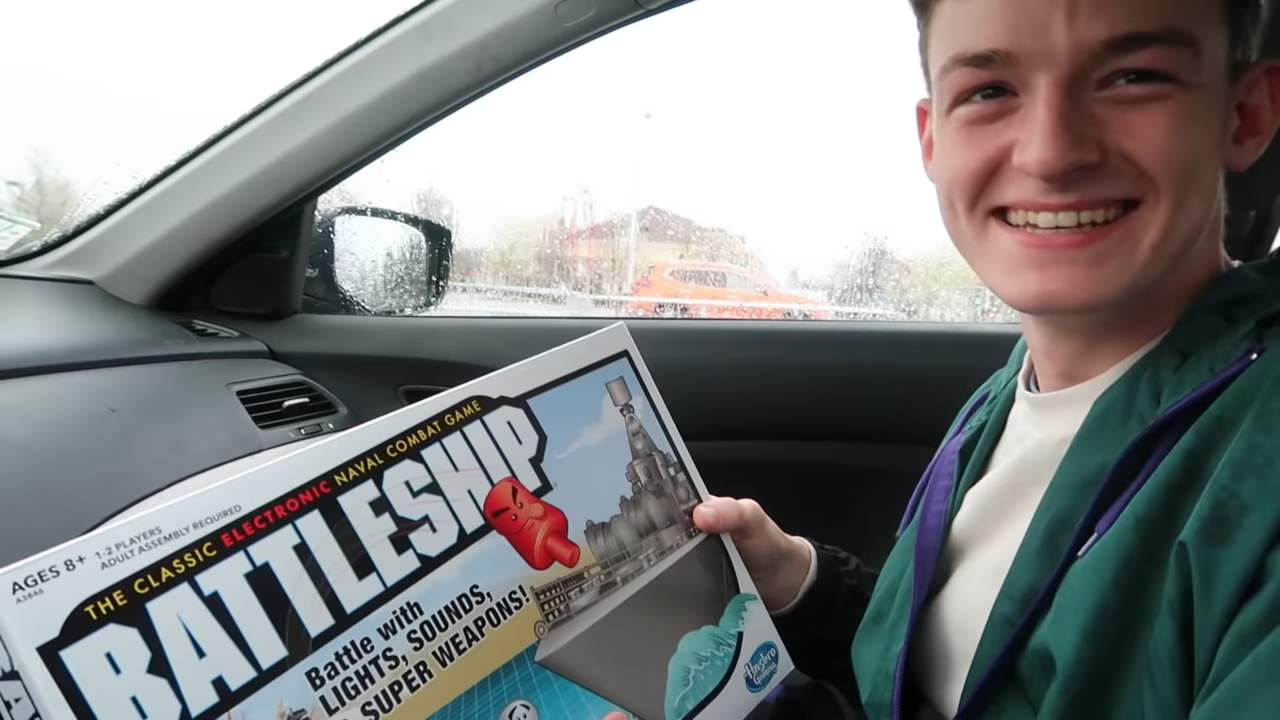 AGES 8+
A3846
1-2 PLAYERS
ADULT ASSEMBLY REQUIRED
THE CLASSIC ELECTRONIC NAVAL COMBAT GAME
BATTLESHIP
Battle with
LIGHTS, SOUNDS,
SUPER WEAPONS!
Hasbro
Gaming